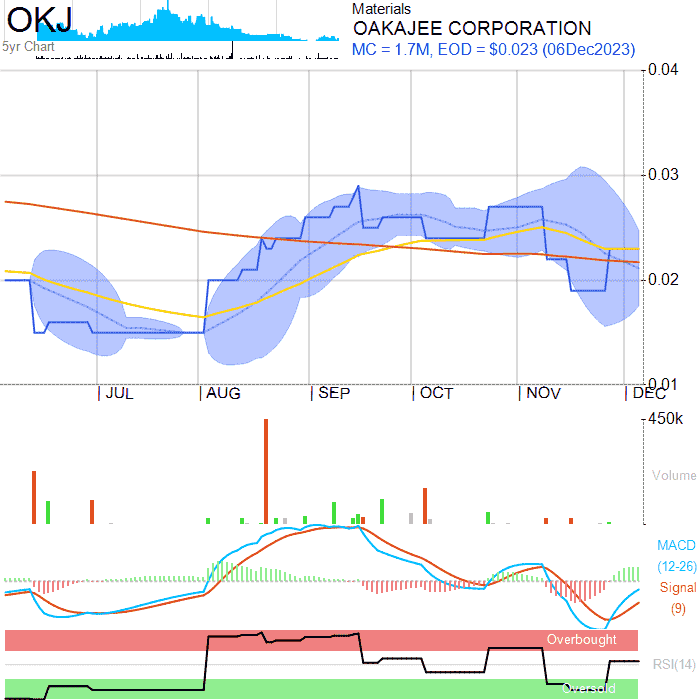 OKJ
5yr Chart
Materials
OAKAJEE CORPORATION
MC = 1.7M, EOD = $0.023 (06Dec2023)
0.04
0.03
0.02
0.01
JUL
AUG
SEP
OCT
NOV
DEC
450k
Volume
MACD
(12-26)
Signal
(9)
Overbought
RSI(14)
Oversold